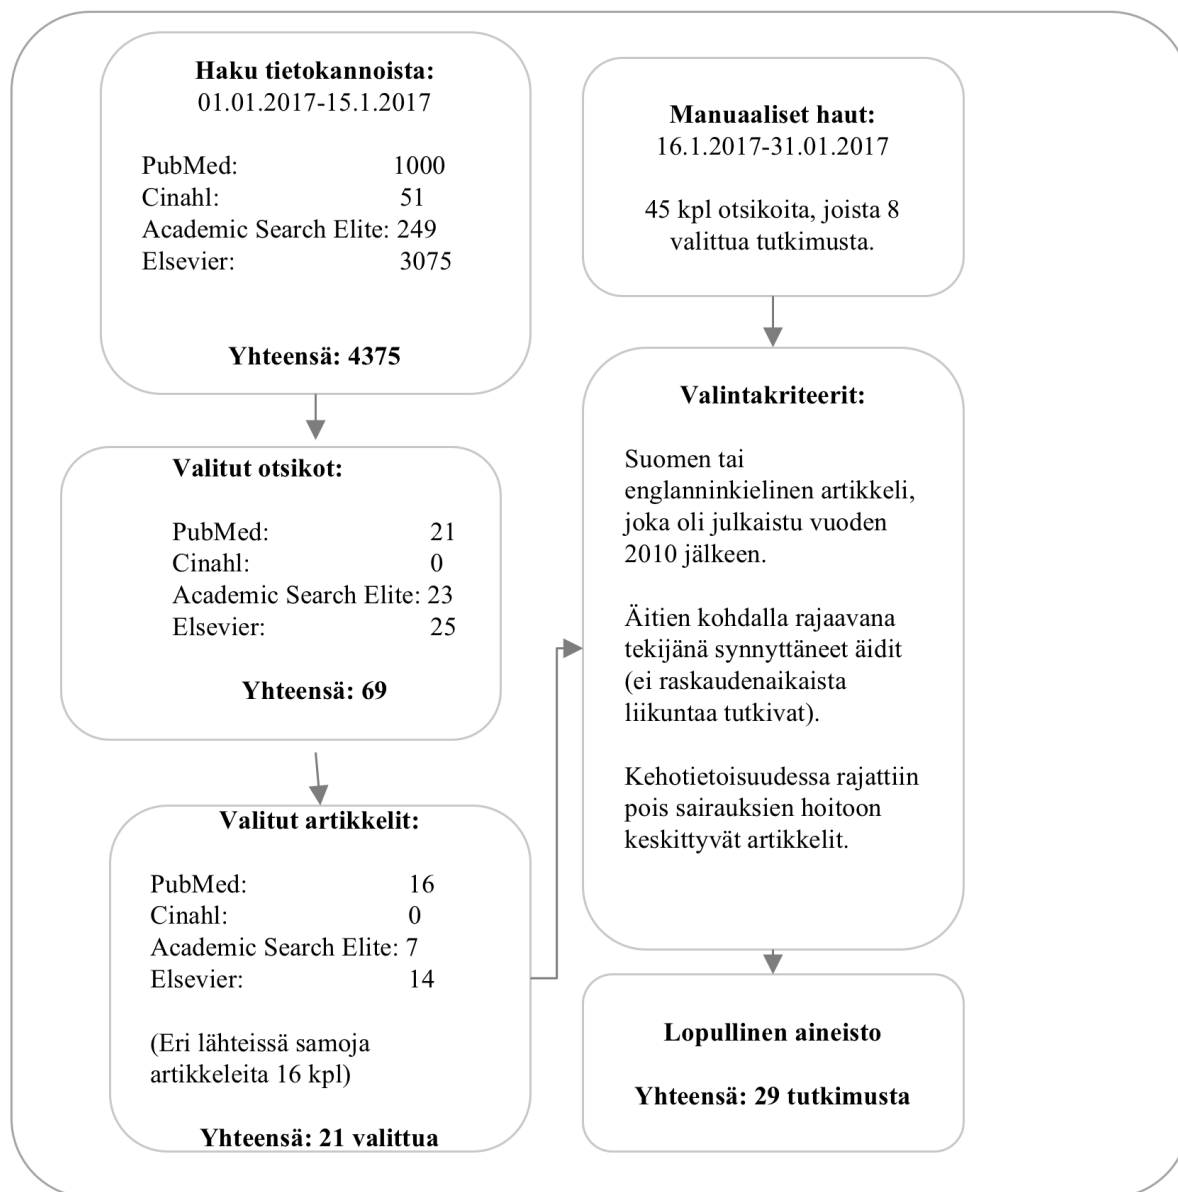 Haku tietokannoista:
01.01.2017-15.1.2017
PubMed: 1000
Cinahl: 51
Academic Search Elite: 249
Elsevier: 3075
Yhteensä: 4375
Valitut otsikot:
PubMed: 21
Cinahl: 0
Academic Search Elite: 23
Elsevier: 25
Yhteensä: 69
Valitut artikkelit:
PubMed: 16
Cinahl: 0
Academic Search Elite: 7
Elsevier: 14
(Eri lähteissä samoja
artikkeleita 16 kpl)
Yhteensä: 21 valittua
Manuaaliset haut:
16.1.2017-31.01.2017
45 kpl otsikoita, joista 8
valittua tutkimusta.
Valintakriteerit:
Suomen tai
englanninkielinen artikkeli,
joka oli julkaistu vuoden
2010 jälkeen.
Äitien kohdalla rajaavana
tekijänä synnyttäneet äidit
(ei raskaudenaikaista
liikuntaa tutkivat).
Kehotietoisuudessa rajattiin
pois sairauksien hoitoon
keskittyvät artikkelit.
Lopullinen aineisto
Yhteensä: 29 tutkimusta